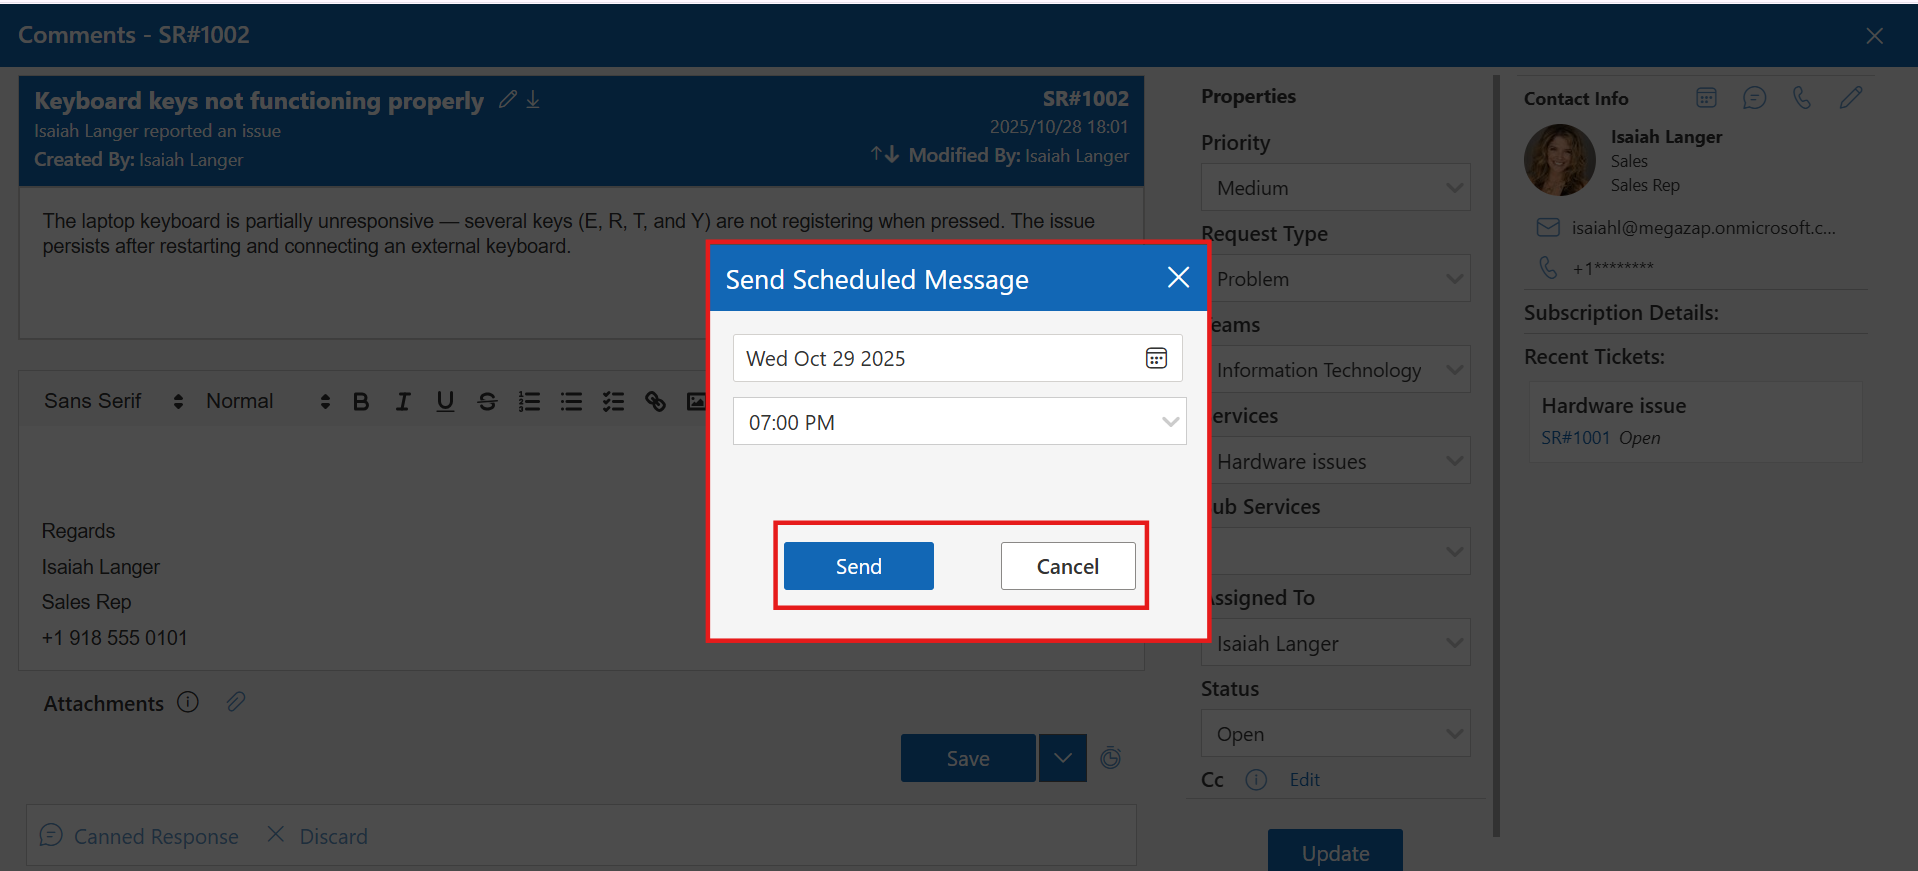 Comments - SR#1002
Keyboard keys not functioning properly
SR#1002
Isaiah Langer reported an issue
2025/10/28 18:01
Created By: Isaiah Langer
Modified By: Isaiah Langer
The laptop keyboard is partially unresponsive — several keys (E, R, T, and Y) are not registering when pressed. The issue
persists after restarting and connecting an external keyboard.
Sans Serif
Normal
Regards
Isaiah Langer
Sales Rep
+1 918 555 0101
Attachments
Save
Canned Response
Discard
Send Scheduled Message
Wed Oct 29 2025
07:00 PM
Send
Cancel
Properties
Priority
Medium
Request Type
Problem
eams
Information Technology
ervices
Hardware issues
ub Services
Assigned To
Isaiah Langer
Status
Open
Cc
Edit
Update
Contact Info
Isaiah Langer
Sales
Sales Rep
isaiahl@megazap.onmicrosoft.c...
+1********
Subscription Details:
Recent Tickets:
Hardware issue
SR#1001 Open